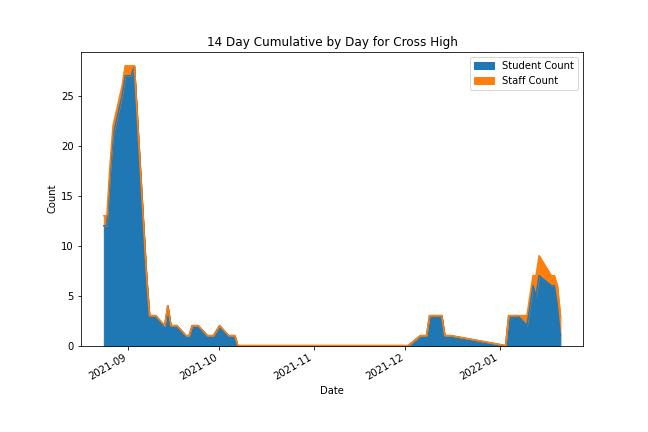 14 Day Cumulative by Day for Cross High
Student Count
Staff Count
25
20
15
10
5
0
Count
2021-09
2021-10
2021-11
2021-12
2022-01
Date